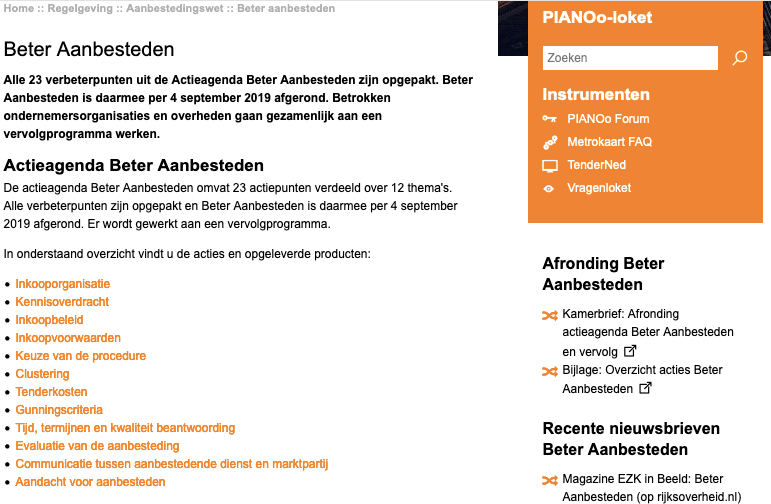 Home :: Regelgeving :: Aanbestedingswet :: Beter aanbesteden
Beter Aanbesteden
Alle 23 verbeterpunten uit de Actieagenda Beter Aanbesteden zijn opgepakt. Beter
Aanbesteden is daarmee per 4 september 2019 afgerond. Betrokken
ondernemersorganisaties en overheden gaan gezamenlijk aan een
vervolgprogramma werken.
Actieagenda Beter Aanbesteden
De actieagenda Beter Aanbesteden omvat 23 actiepunten verdeeld over 12 thema's.
Alle verbeterpunten zijn opgepakt en Beter Aanbesteden is daarmee per 4 september
2019 afgerond. Er wordt gewerkt aan een vervolgprogramma.
In onderstaand overzicht vindt u de acties en opgeleverde producten:
• Inkooporganisatie
• Kennisoverdracht
• Inkoopbeleid
• Inkoopvoorwaarden
• Keuze van de procedure
• Clustering
• Tenderkosten
• Gunningscriteria
• Tijd, termijnen en kwaliteit beantwoording
• Evaluatie van de aanbesteding
• Communicatie tussen aanbestedende dienst en marktpartij
• Aandacht voor aanbesteden
PIANOo-loket
Zoeken
Instrumenten
PIANOo Forum
Metrokaart FAQ
TenderNed
Vragenloket
Afronding Beter
Aanbesteden
Kamerbrief: Afronding
actieagenda Beter Aanbesteden
en vervolg
Bijlage: Overzicht acties Beter
Aanbesteden
Recente nieuwsbrieven
Beter Aanbesteden
Magazine EZK in Beeld: Beter
Aanbesteden (op rijksoverheid.nl)